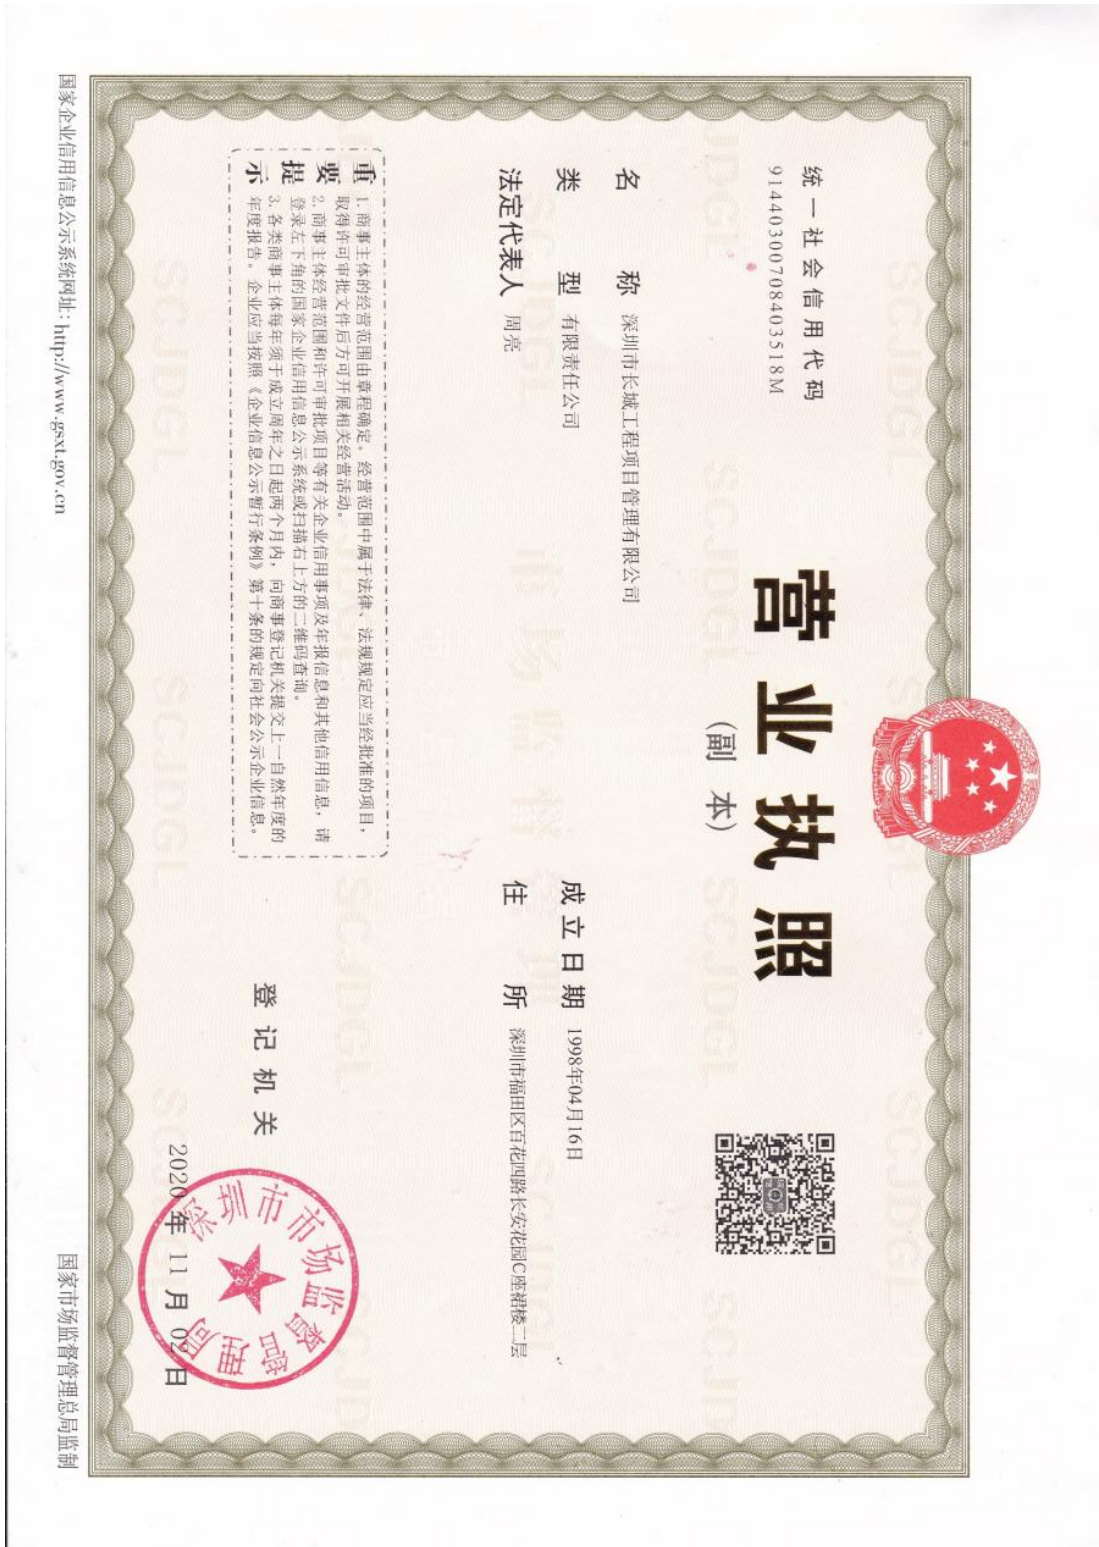 统一社会信用代码
91440300708403518M
营业执照
(副 本)
名 称 深圳市长城工程项目管理有限公司
类 型 有限责任公司
法定代表人 周亮
成立日期 1998年04月16日
住 所 深圳市福田区百花四路长安花园C座裙楼二层
重要提示
1. 商事主体的经营范围由章程确定。经营范围中属于法律、法规规定应当经批准的项目，
取得许可审批文件后方可开展相关经营活动。
2. 商事主体经营范围和许可审批项目等有关企业信用事项及年报信息和其他信用信息，请
登录左下角的国家企业信用信息公示系统或扫描右上方的二维码查询。
3. 各类商事主体每年须于成立周年之日起两个月内，向商事登记机关提交上一自然年度的
年度报告。企业应当按照《企业信息公示暂行条例》第十条的规定向社会公示企业信息。
登记机关
深圳市市场监督管理局
2020年11月02日
国家企业信用信息公示系统网址：http://www.gsxt.gov.cn
国家市场监督管理总局监制
SCJDGL
市场监督管理